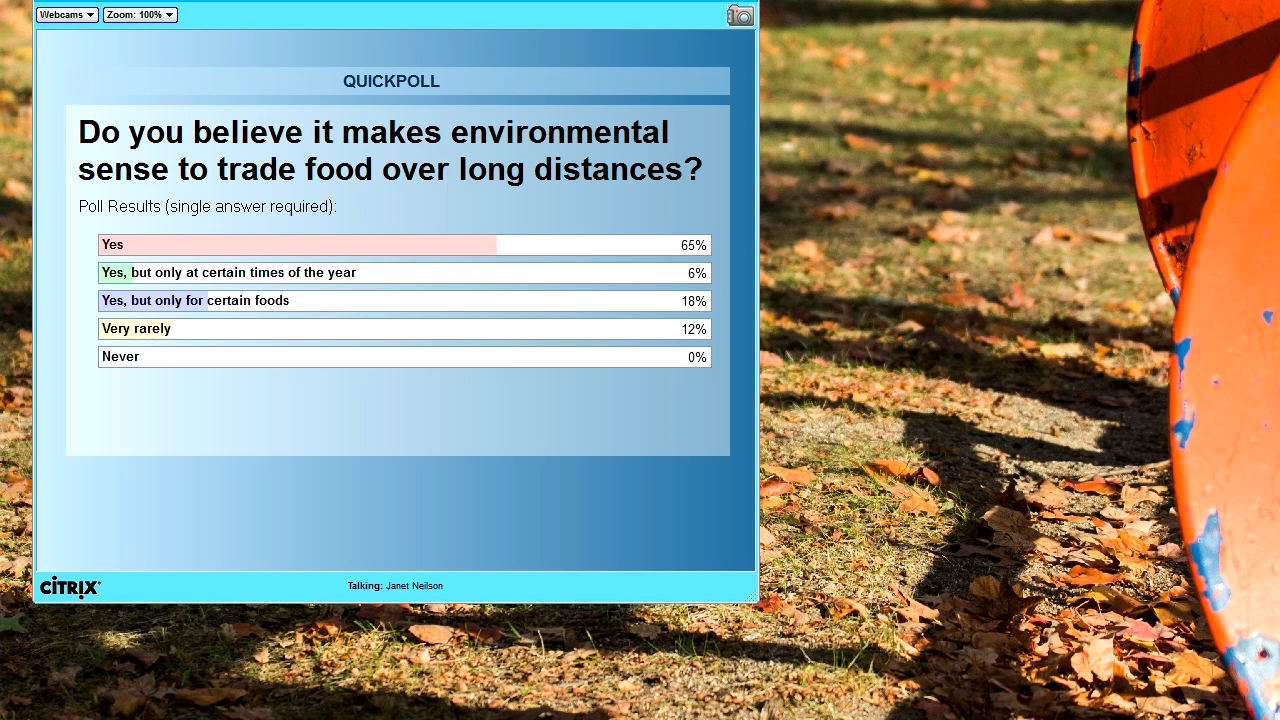 Webcams
Zoom: 100%
QUICKPOLL
Do you believe it makes environmental
sense to trade food over long distances?
Poll Results (single answer required):
Yes 65%
Yes, but only at certain times of the year 6%
Yes, but only for certain foods 18%
Very rarely 12%
Never 0%
CITRIX
Talking: Janet Neilson